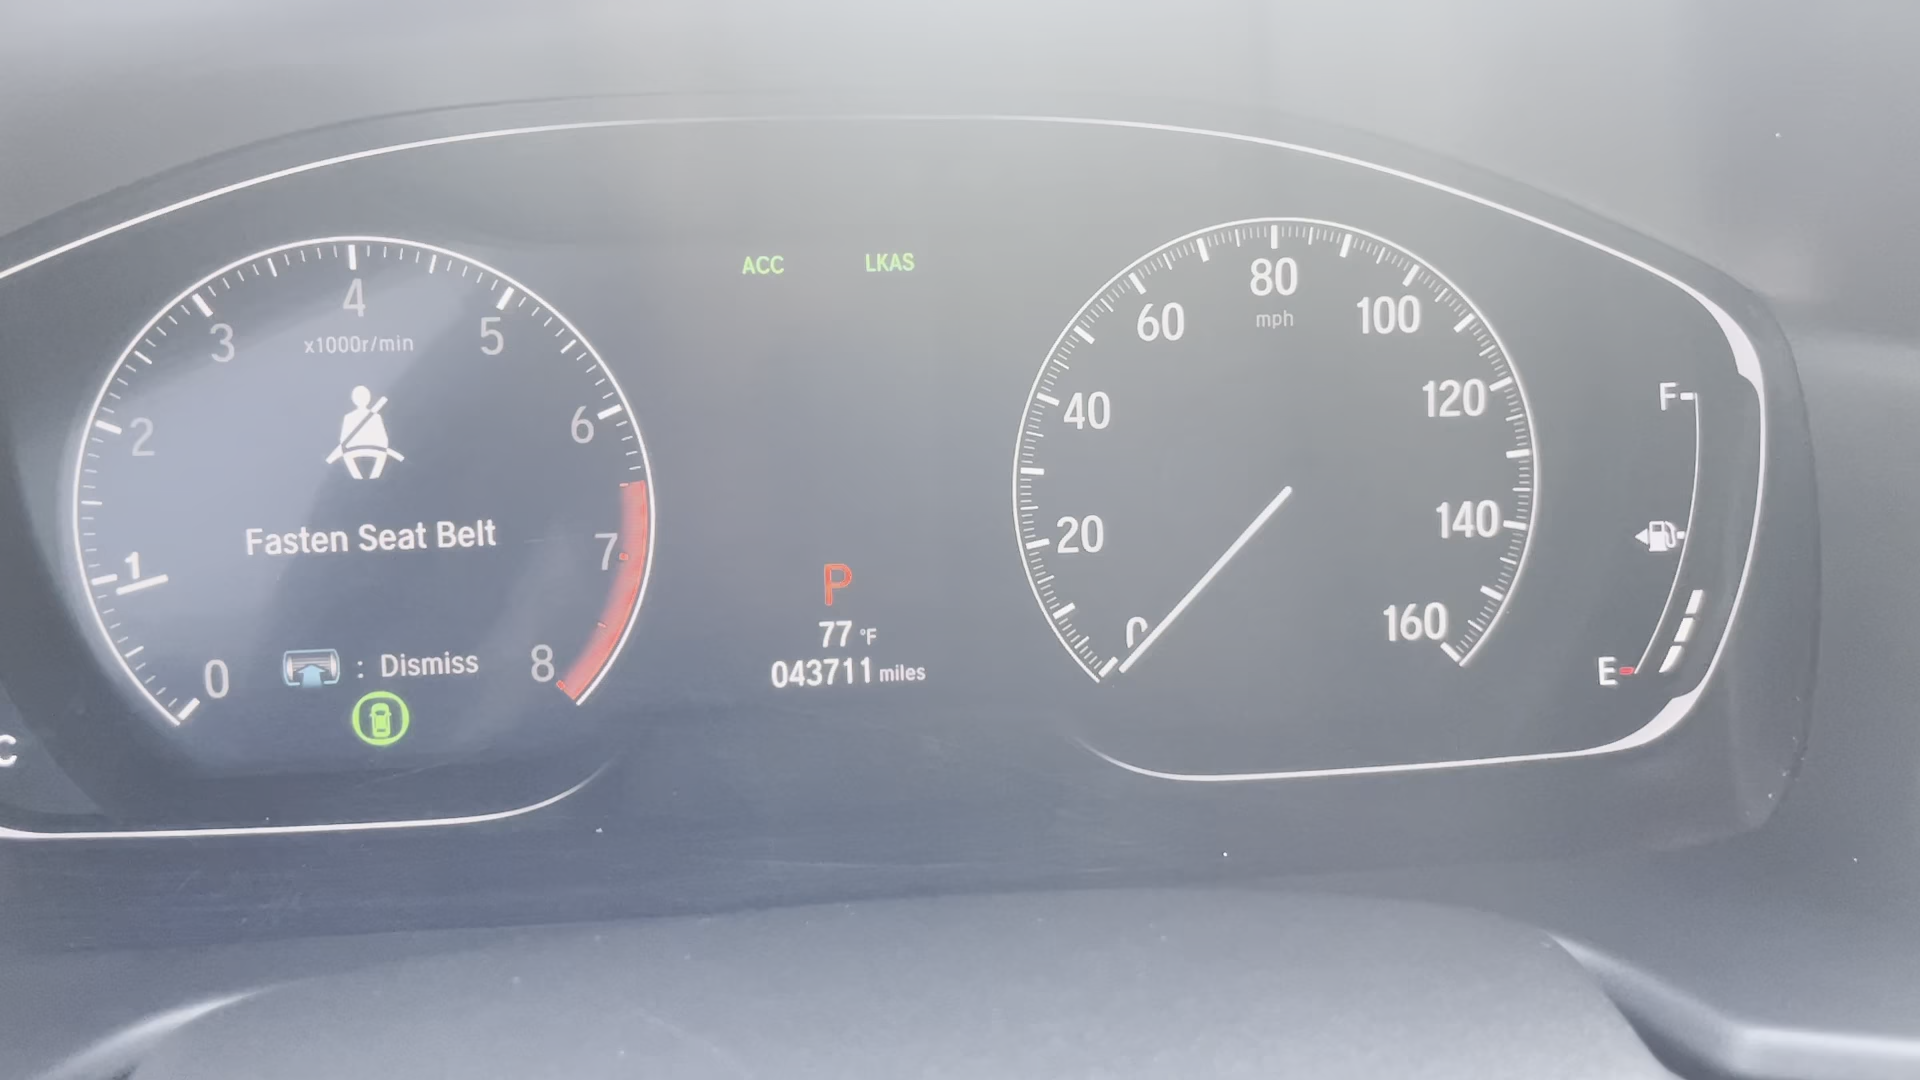 ACC LKAS
0
1
2
3
4
5
6
7
8
x1000r/min
Fasten Seat Belt
: Dismiss
P
77 °F
043711 miles
0
20
40
60
80
100
120
140
160
mph
F
E
C